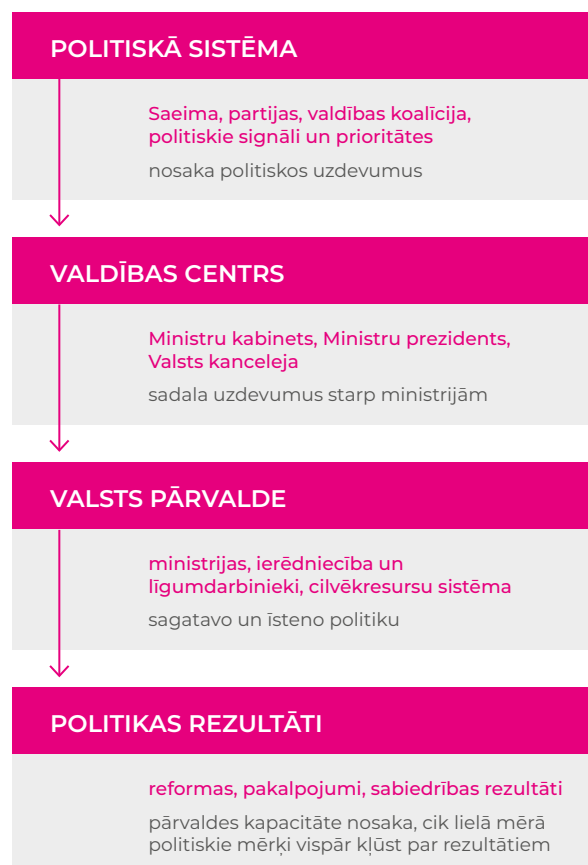 POLITISKĀ SISTĒMA
Saeima, partijas, valdības koalīcija,
politiskie signāli un prioritātes
nosaka politiskos uzdevumus
VALDĪBAS CENTRS
Ministru kabinets, Ministru prezidents,
Valsts kanceleja
sadala uzdevumus starp ministrijām
VALSTS PĀRVALDE
ministrijas, ierēdniecība un
līgumdarbinieki, cilvēkresursu sistēma
sagatavo un īsteno politiku
POLITIKAS REZULTĀTI
reformas, pakalpojumi, sabiedrības rezultāti
pārvaldes kapacitāte nosaka, cik lielā mērā
politiskie mērķi vispār kļūst par rezultātiem